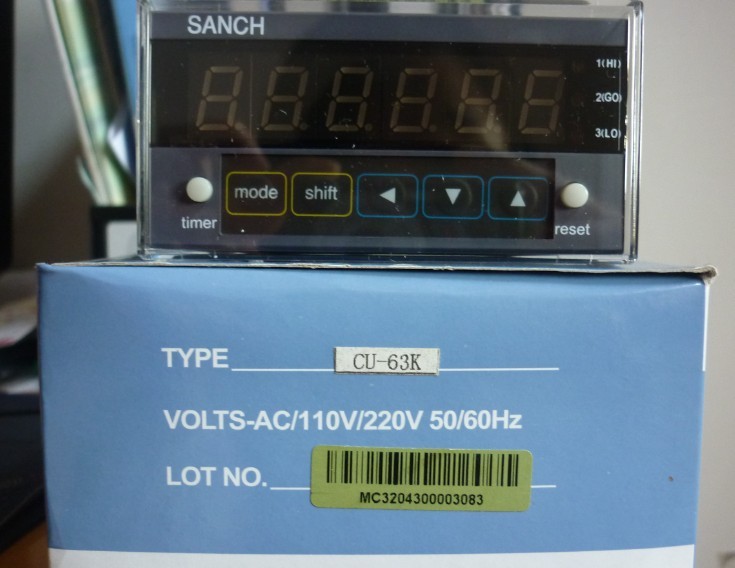 SANCH
1(HI)
2(GO)
3(LO)
mode shift ◀ ▼ ▲
timer reset
TYPE CU-63K
VOLTS-AC/110V/220V 50/60Hz
LOT NO.
MC3204300003083